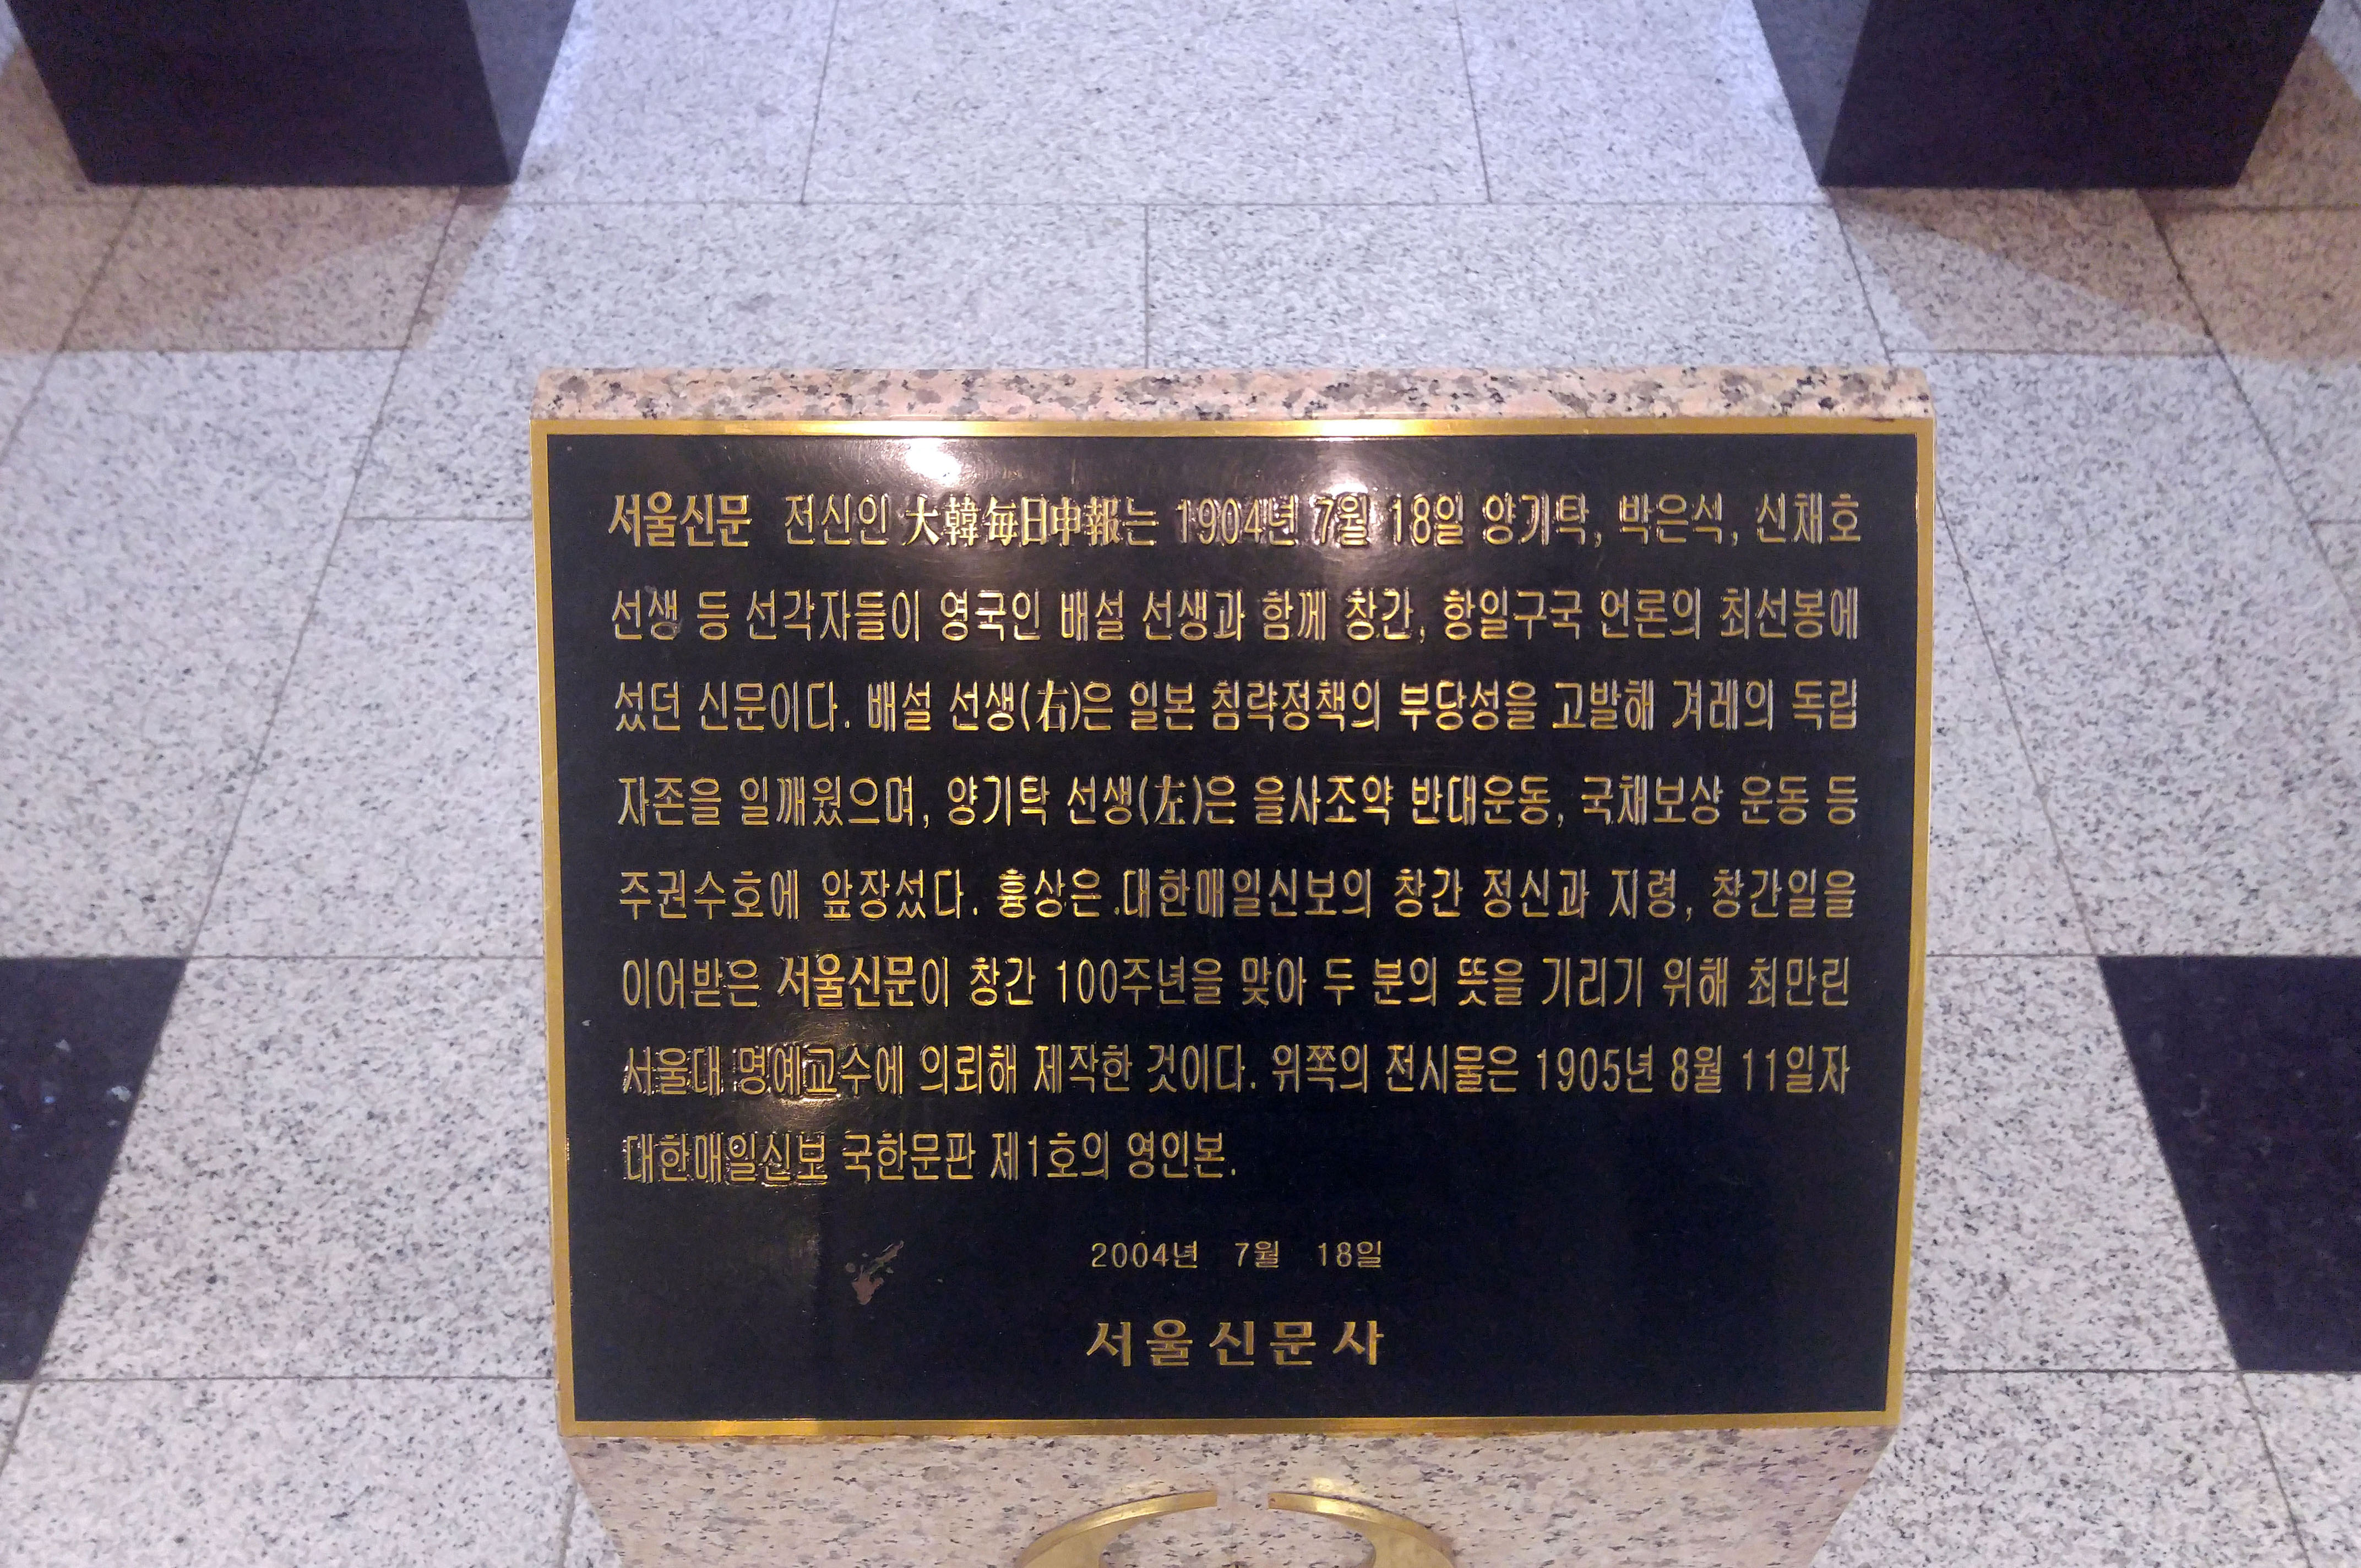 서울신문 전신인 大韓每日申報는 1904년 7월 18일 양기탁, 박은석, 신채호
선생 등 선각자들이 영국인 배설 선생과 함께 창간, 항일구국 언론의 최선봉에
섰던 신문이다. 배설 선생(右)은 일본 침략정책의 부당성을 고발해 겨레의 독립
자존을 일깨웠으며, 양기탁 선생(左)은 을사조약 반대운동, 국채보상 운동 등
주권수호에 앞장섰다. 흉상은 대한매일신보의 창간 정신과 지령, 창간일을
이어받은 서울신문이 창간 100주년을 맞아 두 분의 뜻을 기리기 위해 최만린
서울대 명예교수에 의뢰해 제작한 것이다. 위쪽의 전시물은 1905년 8월 11일자
대한매일신보 국한문판 제1호의 영인본.
2004년 7월 18일
서울신문사